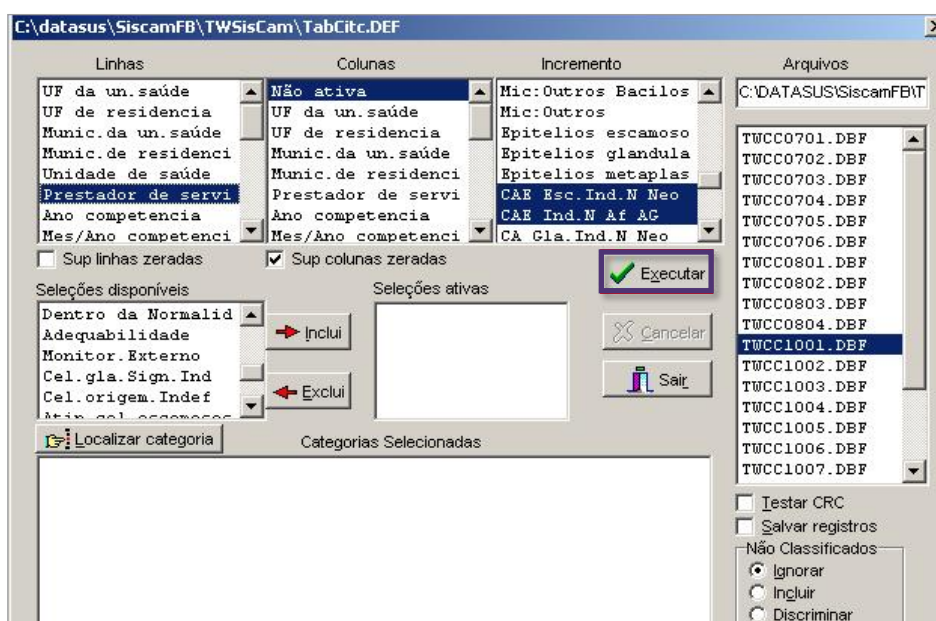 C:\datasus\SiscamFB\TWSisCam\TabCitc.DEF
Linhas
UF da un.saúde
UF de residencia
Munic.da un.saúde
Munic.de residenci
Unidade de saúde
Prestador de servi
Ano competencia
Mes/Ano competenci
Sup linhas zeradas
Colunas
Não ativa
UF da un.saúde
UF de residencia
Munic.da un.saúde
Munic.de residenci
Prestador de servi
Ano competencia
Mes/Ano competenci
Sup colunas zeradas
Incremento
Mic:Outros Bacilos
Mic:Outros
Epitelios escamoso
Epitelios glandula
Epitelios metaplas
CAE Esc.Ind.N Neo
CAE Ind.N Af AG
CA Gla.Ind.N Neo
Executar
Cancelar
Sair
Seleções disponíveis
Dentro da Normalid
Adequabilidade
Monitor.Externo
Cel.gla.Sign.Ind
Cel.origem.Indef
Inclui
Exclui
Seleções ativas
Localizar categoria
Categorias Selecionadas
Arquivos
C:\DATASUS\SiscamFB\T
TWCC0701.DBF
TWCC0702.DBF
TWCC0703.DBF
TWCC0704.DBF
TWCC0705.DBF
TWCC0706.DBF
TWCC0801.DBF
TWCC0802.DBF
TWCC0803.DBF
TWCC0804.DBF
TWCC1001.DBF
TWCC1002.DBF
TWCC1003.DBF
TWCC1004.DBF
TWCC1005.DBF
TWCC1006.DBF
TWCC1007.DBF
Testar CRC
Salvar registros
Não Classificados
Ignorar
Incluir
Discriminar